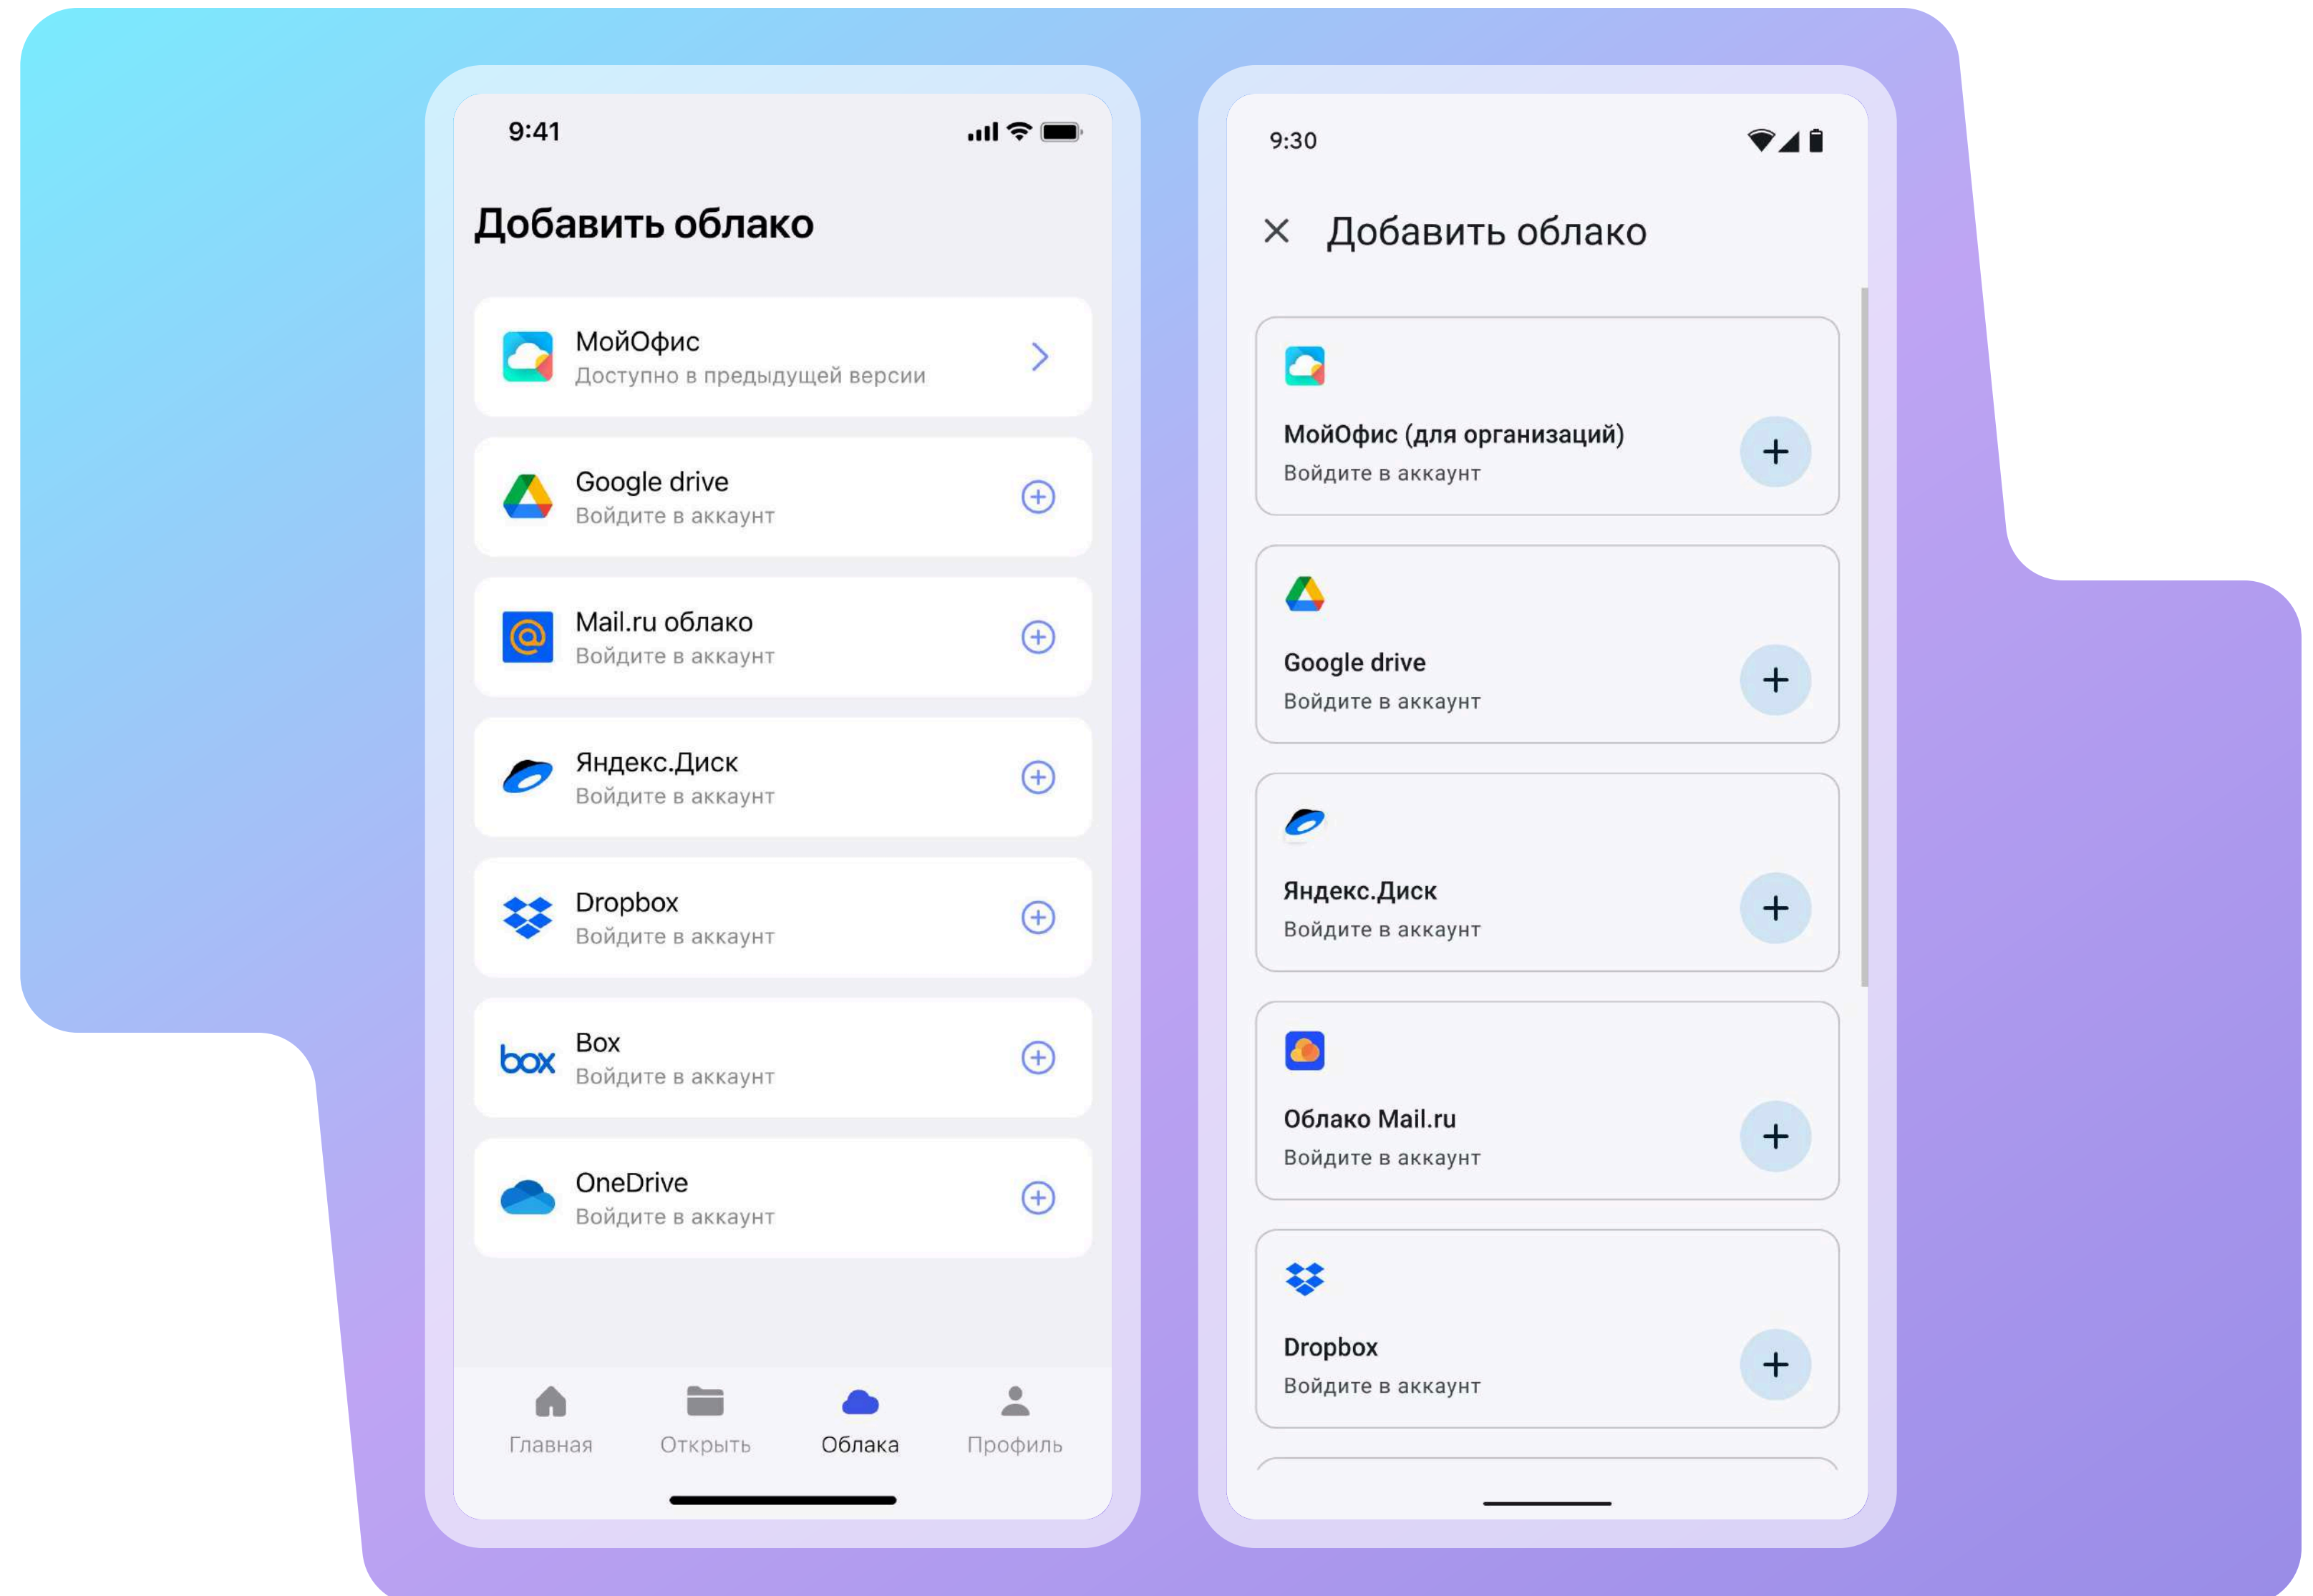 9:41
Добавить облако
МойОфис
Доступно в предыдущей версии
Google drive
Войдите в аккаунт
Mail.ru облако
Войдите в аккаунт
Яндекс.Диск
Войдите в аккаунт
Dropbox
Войдите в аккаунт
box
Box
Войдите в аккаунт
OneDrive
Войдите в аккаунт
Главная
Открыть
Облака
Профиль
9:30
Добавить облако
МойОфис (для организаций)
Войдите в аккаунт
Google drive
Войдите в аккаунт
Яндекс.Диск
Войдите в аккаунт
Облако Mail.ru
Войдите в аккаунт
Dropbox
Войдите в аккаунт